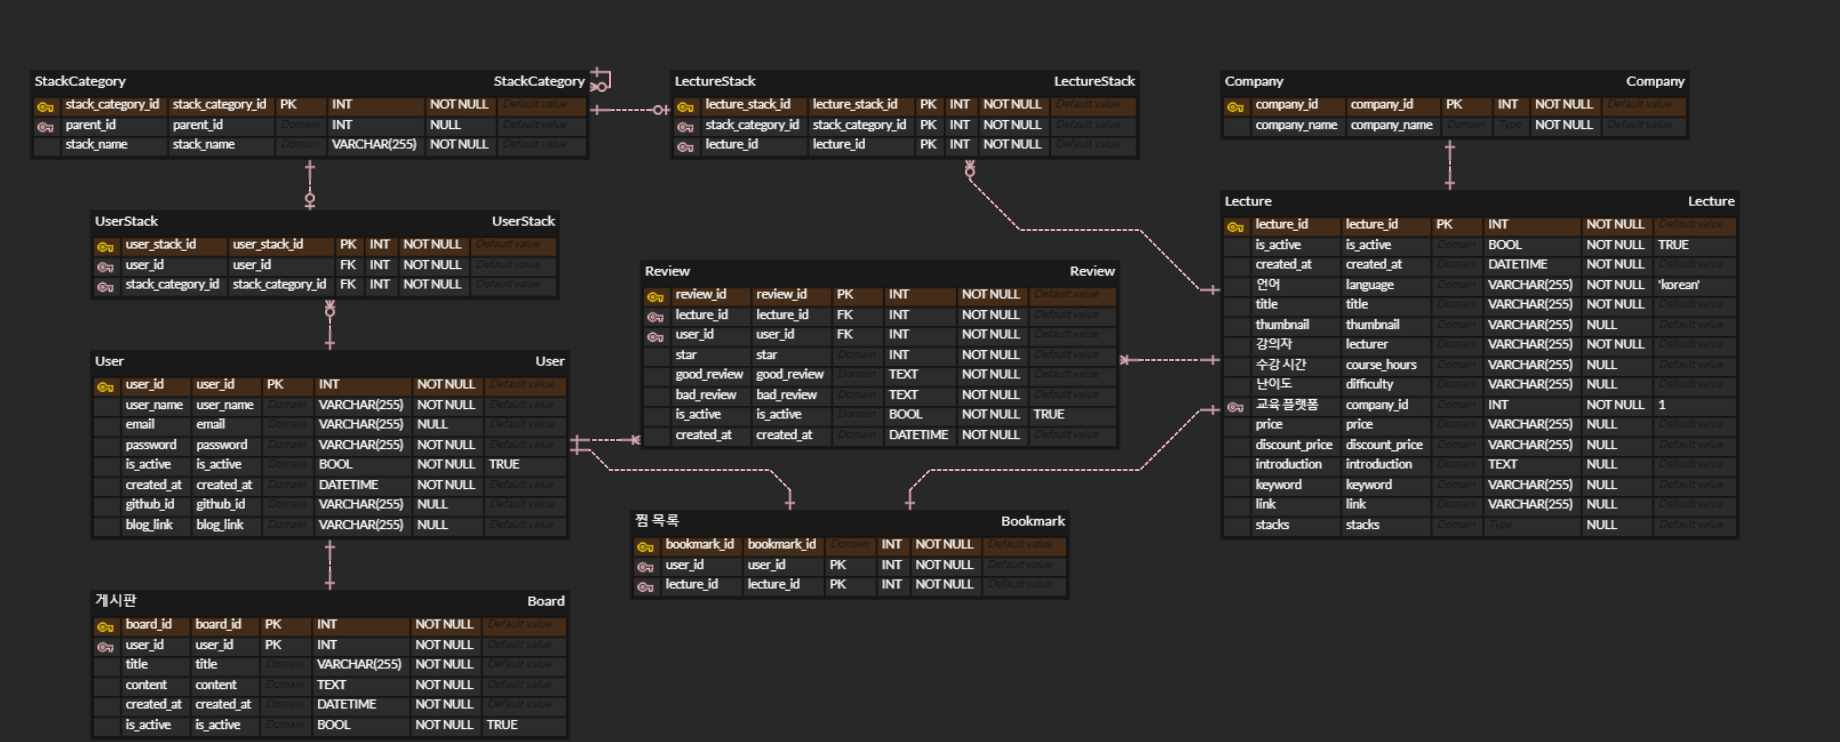 StackCategory StackCategory
stack_category_id stack_category_id PK INT NOT NULL Default value
parent_id parent_id Domain INT NULL Default value
stack_name stack_name Domain VARCHAR(255) NOT NULL Default value
LectureStack LectureStack
lecture_stack_id lecture_stack_id PK INT NOT NULL Default value
stack_category_id stack_category_id PK INT NOT NULL Default value
lecture_id lecture_id PK INT NOT NULL Default value
Company Company
company_id company_id PK INT NOT NULL Default value
company_name company_name Domain Type NOT NULL Default value
UserStack UserStack
user_stack_id user_stack_id PK INT NOT NULL Default value
user_id user_id FK INT NOT NULL Default value
stack_category_id stack_category_id FK INT NOT NULL Default value
Lecture Lecture
lecture_id lecture_id PK INT NOT NULL Default value
is_active is_active Domain BOOL NOT NULL TRUE
created_at created_at Domain DATETIME NOT NULL Default value
언어 language Domain VARCHAR(255) NOT NULL 'korean'
title title Domain VARCHAR(255) NOT NULL Default value
thumbnail thumbnail Domain VARCHAR(255) NULL Default value
강의자 lecturer Domain VARCHAR(255) NOT NULL Default value
수강 시간 course_hours Domain VARCHAR(255) NULL Default value
난이도 difficulty Domain VARCHAR(255) NULL Default value
교육 플랫폼 company_id Domain INT NOT NULL 1
price price Domain VARCHAR(255) NULL Default value
discount_price discount_price Domain VARCHAR(255) NULL Default value
introduction introduction Domain TEXT NULL Default value
keyword keyword Domain VARCHAR(255) NULL Default value
link link Domain VARCHAR(255) NULL Default value
stacks stacks Domain Type NULL Default value
Review Review
review_id review_id PK INT NOT NULL Default value
lecture_id lecture_id FK INT NOT NULL Default value
user_id user_id FK INT NOT NULL Default value
star star Domain INT NOT NULL Default value
good_review good_review Domain TEXT NOT NULL Default value
bad_review bad_review Domain TEXT NOT NULL Default value
is_active is_active Domain BOOL NOT NULL TRUE
created_at created_at Domain DATETIME NOT NULL Default value
User User
user_id user_id PK INT NOT NULL Default value
user_name user_name Domain VARCHAR(255) NOT NULL Default value
email email Domain VARCHAR(255) NULL Default value
password password Domain VARCHAR(255) NOT NULL Default value
is_active is_active Domain BOOL NOT NULL TRUE
created_at created_at Domain DATETIME NOT NULL Default value
github_id github_id Domain VARCHAR(255) NULL Default value
blog_link blog_link Domain VARCHAR(255) NULL Default value
찜 목록 Bookmark
bookmark_id bookmark_id Domain INT NOT NULL Default value
user_id user_id PK INT NOT NULL Default value
lecture_id lecture_id PK INT NOT NULL Default value
게시판 Board
board_id board_id PK INT NOT NULL Default value
user_id user_id PK INT NOT NULL Default value
title title Domain VARCHAR(255) NOT NULL Default value
content content Domain TEXT NOT NULL Default value
created_at created_at Domain DATETIME NOT NULL Default value
is_active is_active Domain BOOL NOT NULL TRUE